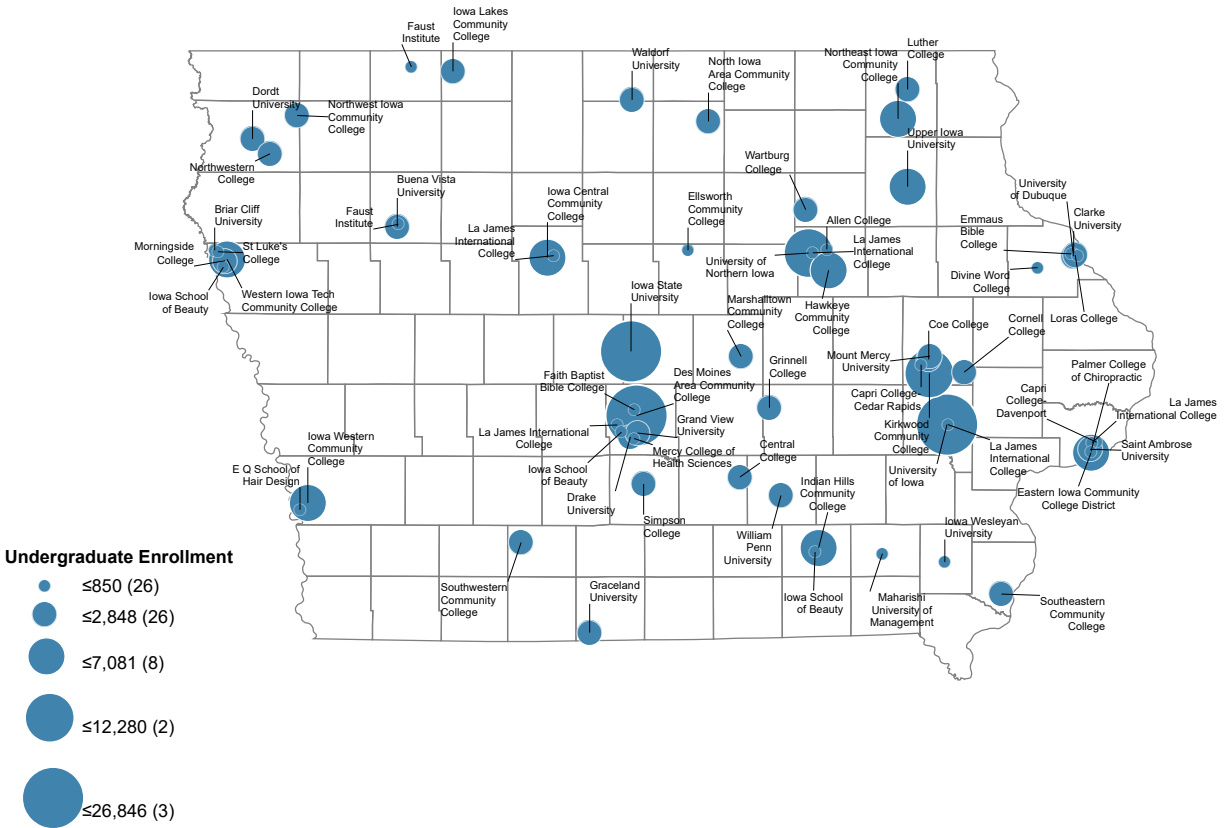 Faust
Institute
Iowa Lakes
Community
College
Waldorf
University
North Iowa
Area Community
College
Northeast Iowa
Community
College
Luther
College
Dordt
University
Northwest Iowa
Community
College
Northwestern
College
Upper Iowa
University
Wartburg
College
Buena Vista
University
Faust
Institute
Iowa Central
Community
College
La James
International
College
Ellsworth
Community
College
University
of Dubuque
Clarke
University
Emmaus
Bible
College
Divine Word
College
Loras College
Briar Cliff
University
Morningside
College
St Luke's
College
Iowa School
of Beauty
Western Iowa Tech
Community College
Allen College
La James
International
College
University of
Northern Iowa
Hawkeye
Community
College
Iowa State
University
Marshalltown
Community
College
Grinnell
College
Coe College
Cornell
College
Mount Mercy
University
Capri College-
Cedar Rapids
Kirkwood
Community
College
University
of Iowa
La James
International
College
Palmer College
of Chiropractic
Capri
College-
Davenport
La James
International College
Saint Ambrose
University
Eastern Iowa Community
College District
Faith Baptist
Bible College
Des Moines
Area Community
College
Grand View
University
La James International
College
Mercy College of
Health Sciences
Iowa School
of Beauty
Drake
University
Central
College
Iowa Western
Community
College
E Q School of
Hair Design
Simpson
College
William
Penn
University
Indian Hills
Community
College
Iowa School
of Beauty
Maharishi
University of
Management
Iowa Wesleyan
University
Southeastern
Community
College
Southwestern
Community
College
Graceland
University
Undergraduate Enrollment
≤850 (26)
≤2,848 (26)
≤7,081 (8)
≤12,280 (2)
≤26,846 (3)